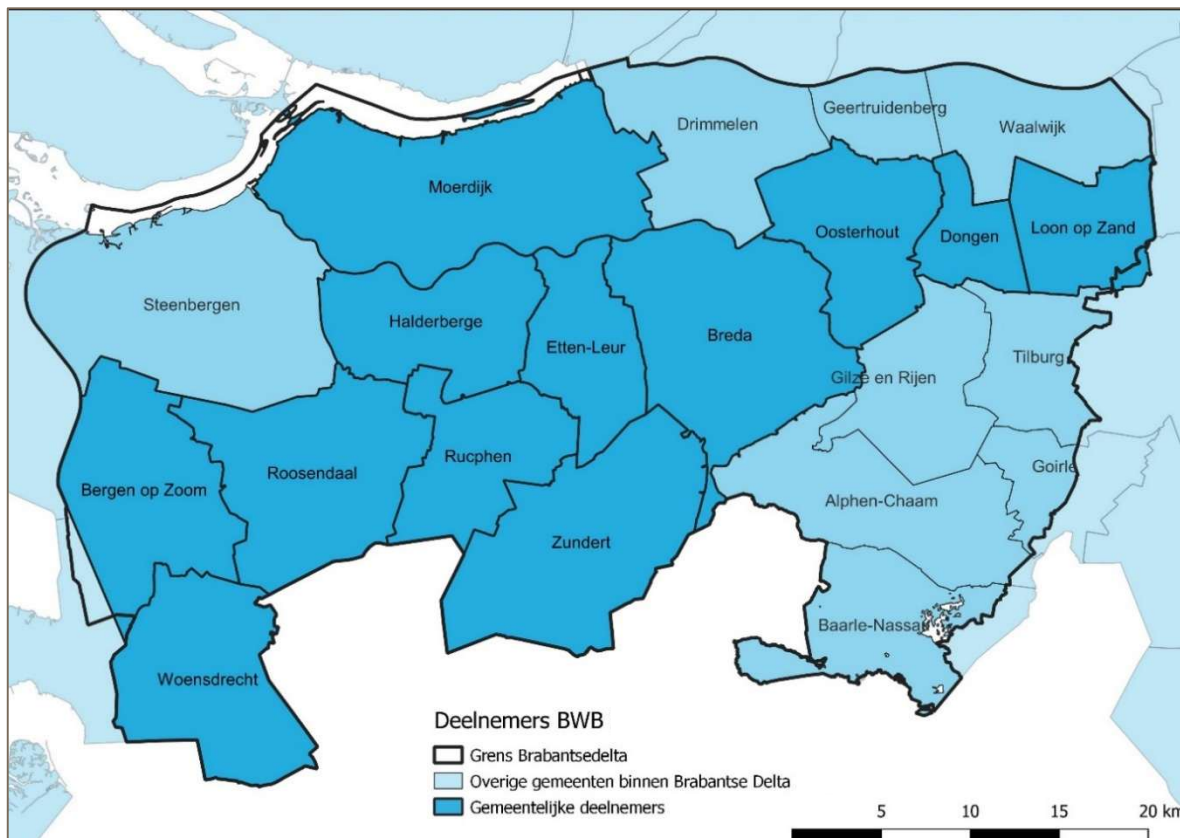 Geertruidenberg
Drimmelen
Waalwijk
Moerdijk
Oosterhout
Dongen
Loon op Zand
Steenbergen
Halderberge
Etten-Leur
Breda
Tilburg
Gilze en Rijen
Rucphen
Roosendaal
Goirle
Bergen op Zoom
Alphen-Chaam
Zundert
Baarle-Nassau
Woensdrecht
Deelnemers BWB
Grens Brabantsedelta
Overige gemeenten binnen Brabantse Delta
Gemeentelijke deelnemers
5 10 15 20 km